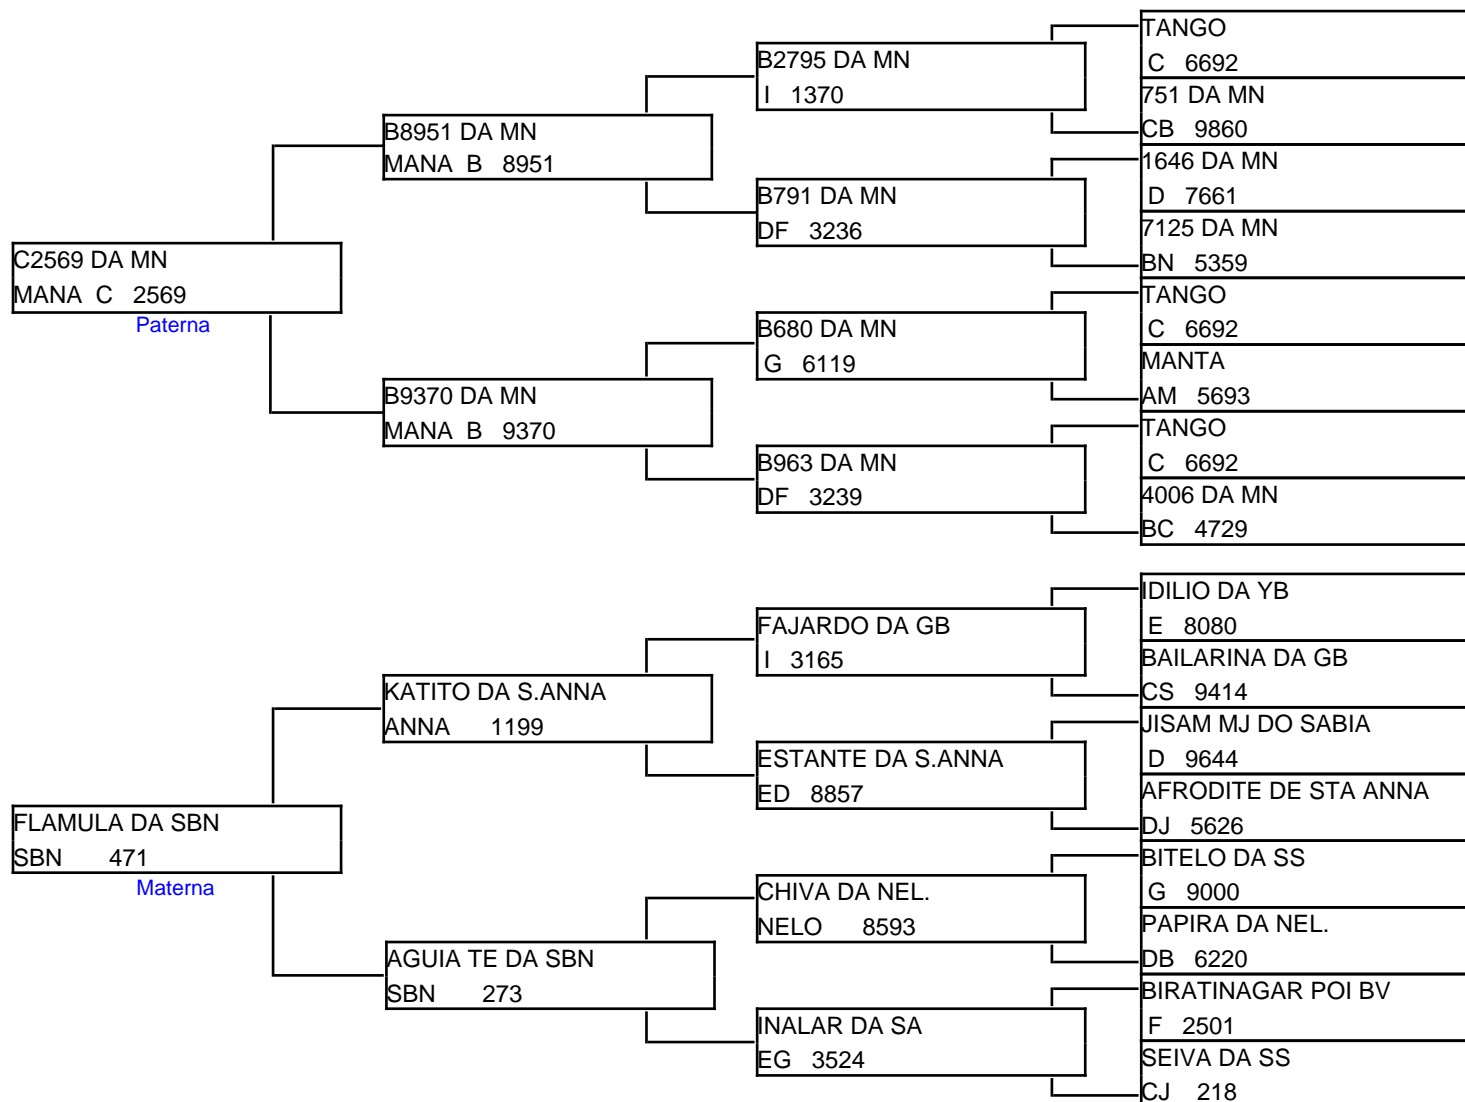 TANGO
C 6692
B2795 DA MN
I 1370
751 DA MN
CB 9860
B8951 DA MN
MANA B 8951
1646 DA MN
D 7661
B791 DA MN
DF 3236
7125 DA MN
BN 5359
C2569 DA MN
MANA C 2569
Paterna
TANGO
C 6692
B680 DA MN
G 6119
MANTA
AM 5693
B9370 DA MN
MANA B 9370
TANGO
C 6692
B963 DA MN
DF 3239
4006 DA MN
BC 4729
IDILIO DA YB
E 8080
FAJARDO DA GB
I 3165
BAILARINA DA GB
CS 9414
KATITO DA S.ANNA
ANNA 1199
JISAM MJ DO SABIA
D 9644
ESTANTE DA S.ANNA
ED 8857
AFRODITE DE STA ANNA
DJ 5626
FLAMULA DA SBN
SBN 471
Materna
BITELO DA SS
G 9000
CHIVA DA NEL.
NELO 8593
PAPIRA DA NEL.
DB 6220
AGUIA TE DA SBN
SBN 273
BIRATINAGAR POI BV
F 2501
INALAR DA SA
EG 3524
SEIVA DA SS
CJ 218